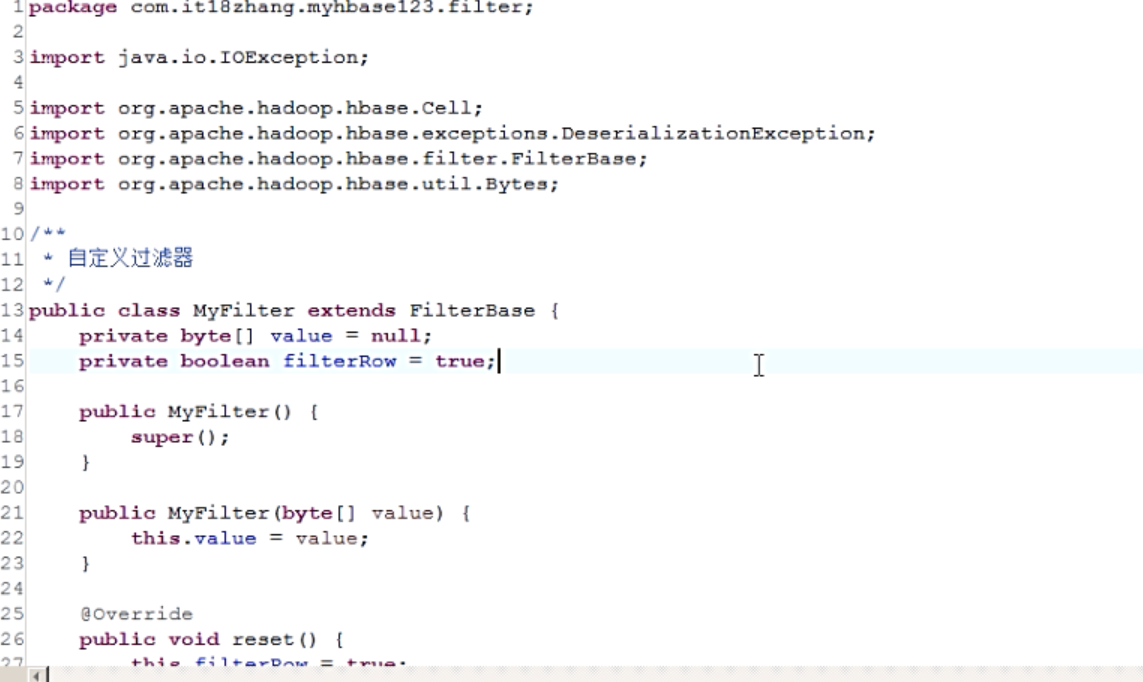 1 package com.it18zhang.myhbase123.filter;
2
3 import java.io.IOException;
4
5 import org.apache.hadoop.hbase.Cell;
6 import org.apache.hadoop.hbase.exceptions.DeserializationException;
7 import org.apache.hadoop.hbase.filter.FilterBase;
8 import org.apache.hadoop.hbase.util.Bytes;
9
10 /**
11  * 自定义过滤器
12  */
13 public class MyFilter extends FilterBase {
14     private byte[] value = null;
15     private boolean filterRow = true;
16
17     public MyFilter() {
18         super();
19     }
20
21     public MyFilter(byte[] value) {
22         this.value = value;
23     }
24
25     @Override
26     public void reset() {
27         this.filterRow = true;